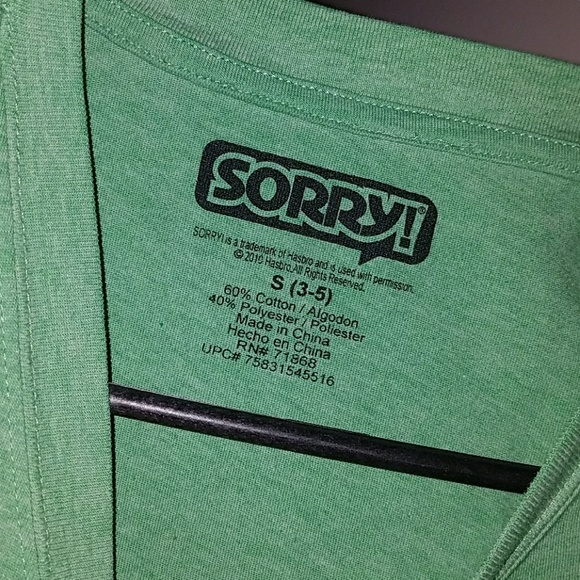 SORRY!®
SORRY! is a trademark of Hasbro and is used with permission.
© 2010 Hasbro. All Rights Reserved.
S (3-5)
60% Cotton / Algodon
40% Polyester / Poliester
Made in China
Hecho en China
RN# 71868
UPC# 75831545516